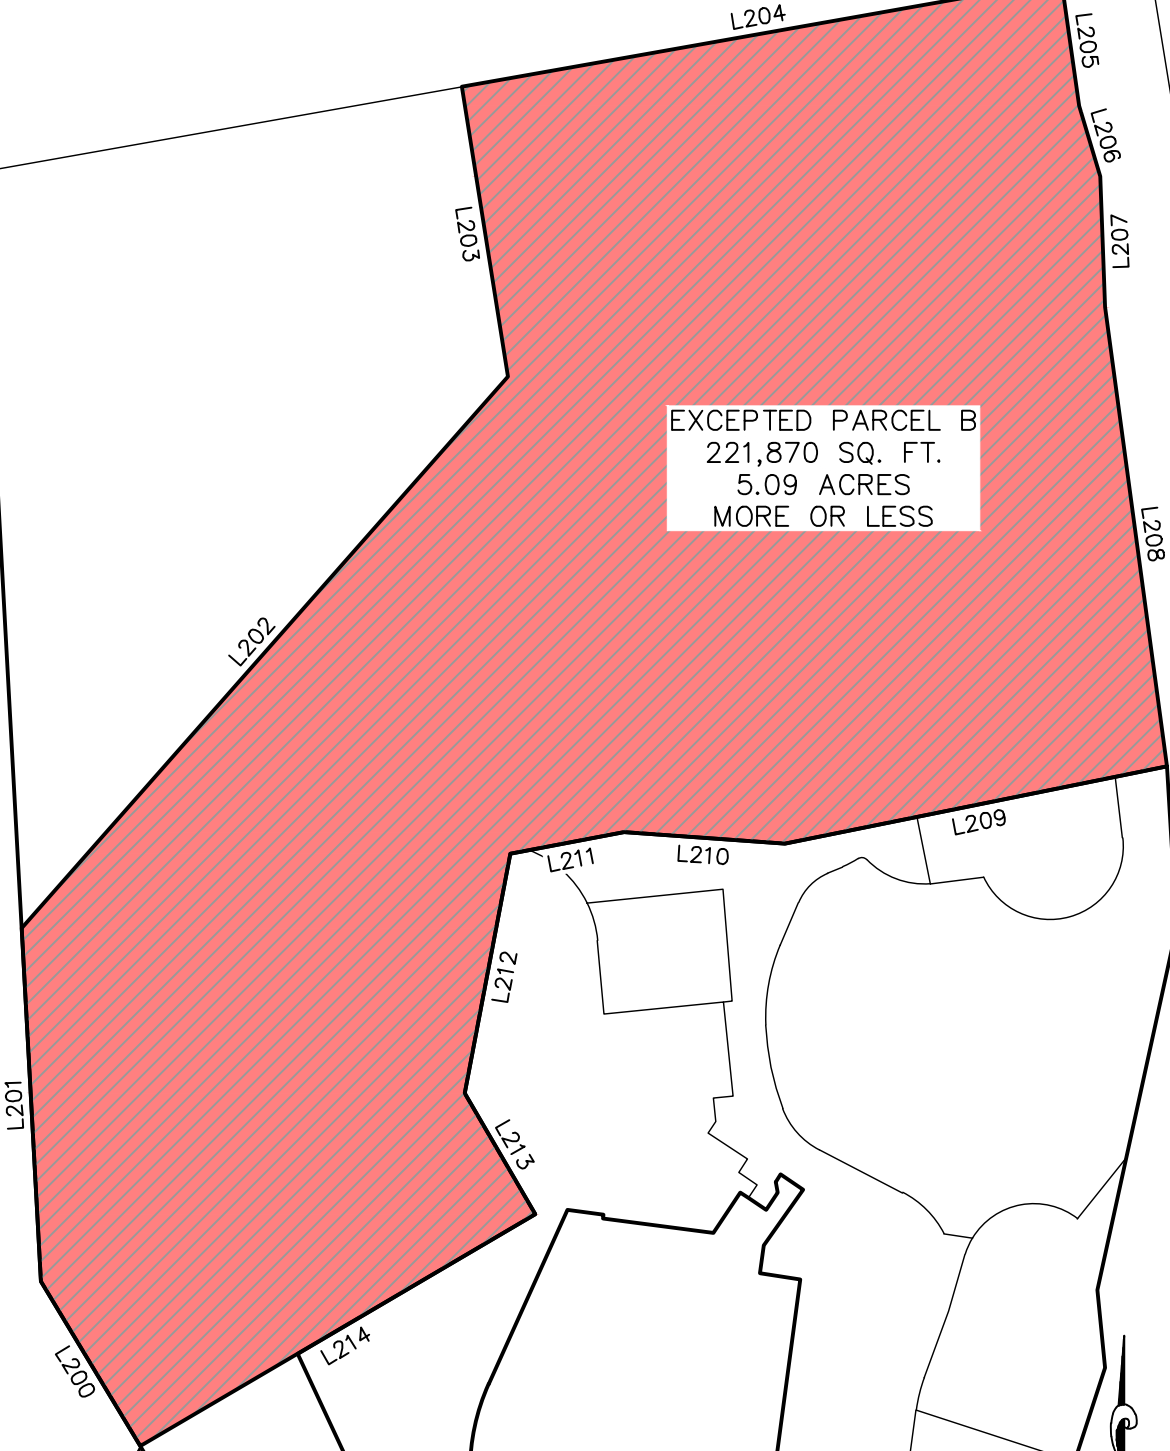 L204
L205
L206
L203
L207
EXCEPTED PARCEL B
221,870 SQ. FT.
5.09 ACRES
MORE OR LESS
L208
L202
L209
L211
L210
L212
L201
L213
L214
L200